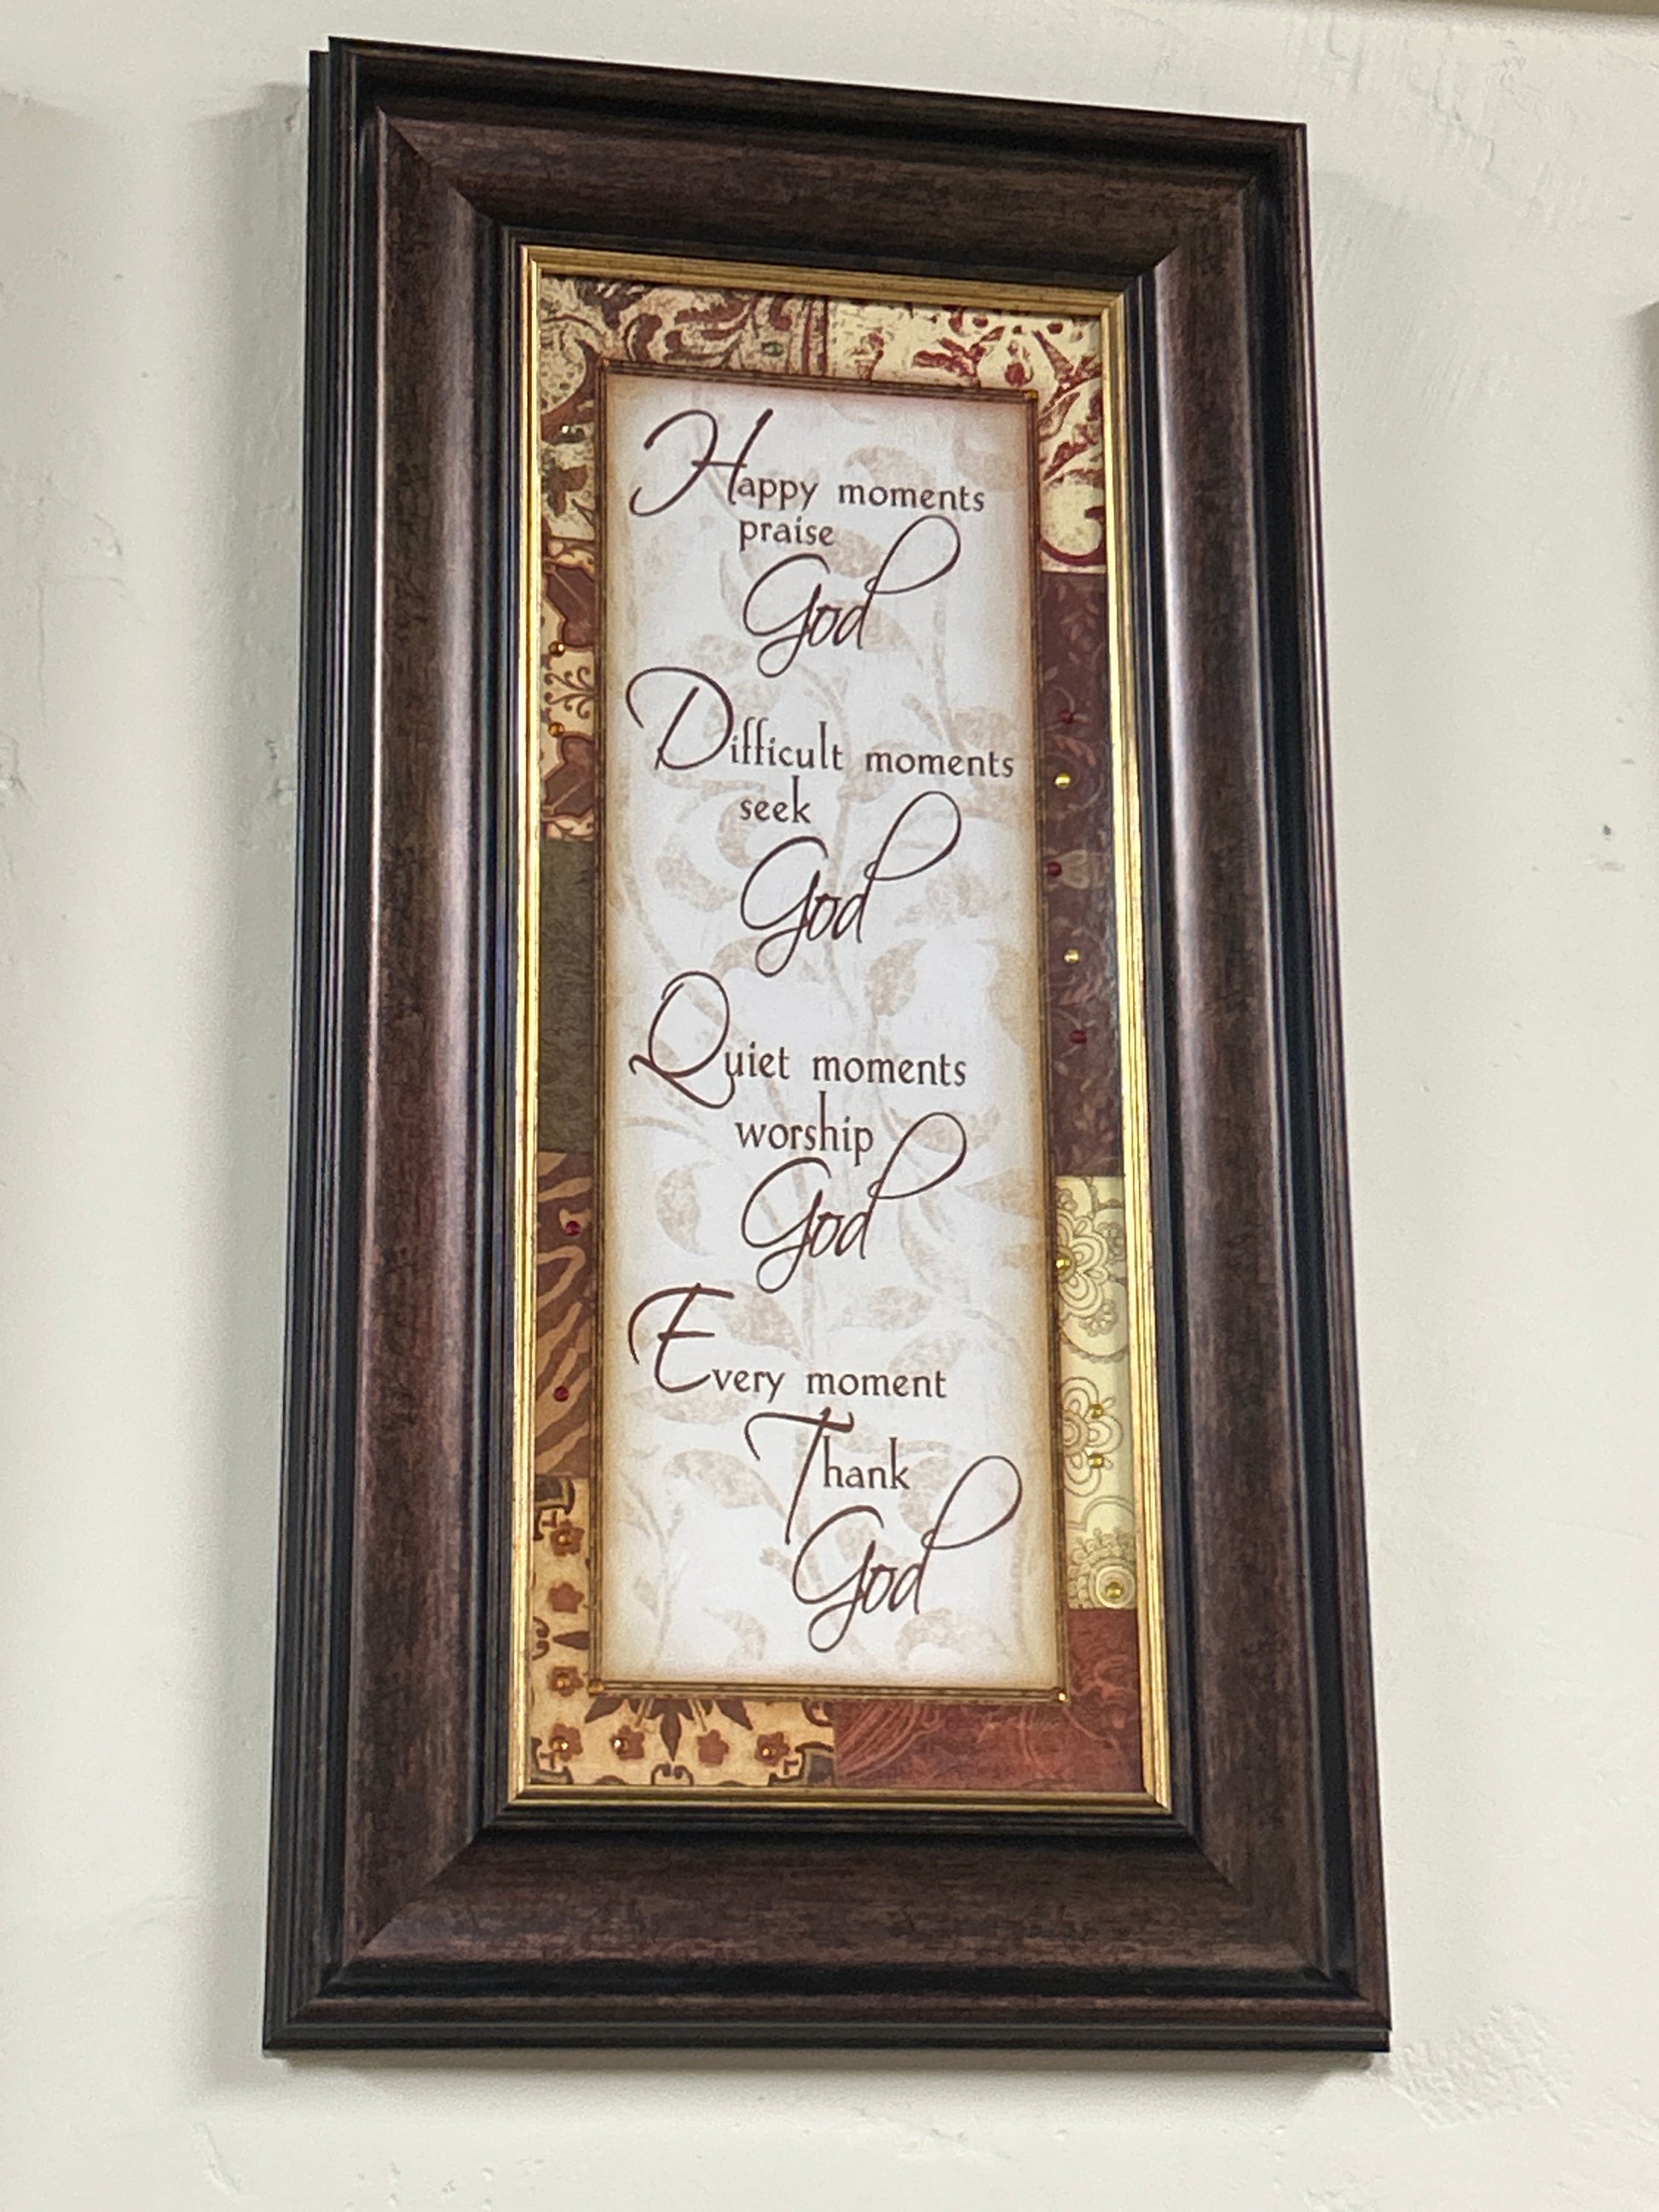 Happy moments
praise
God
Difficult moments
seek
God
Quiet moments
worship
God
Every moment
Thank
God